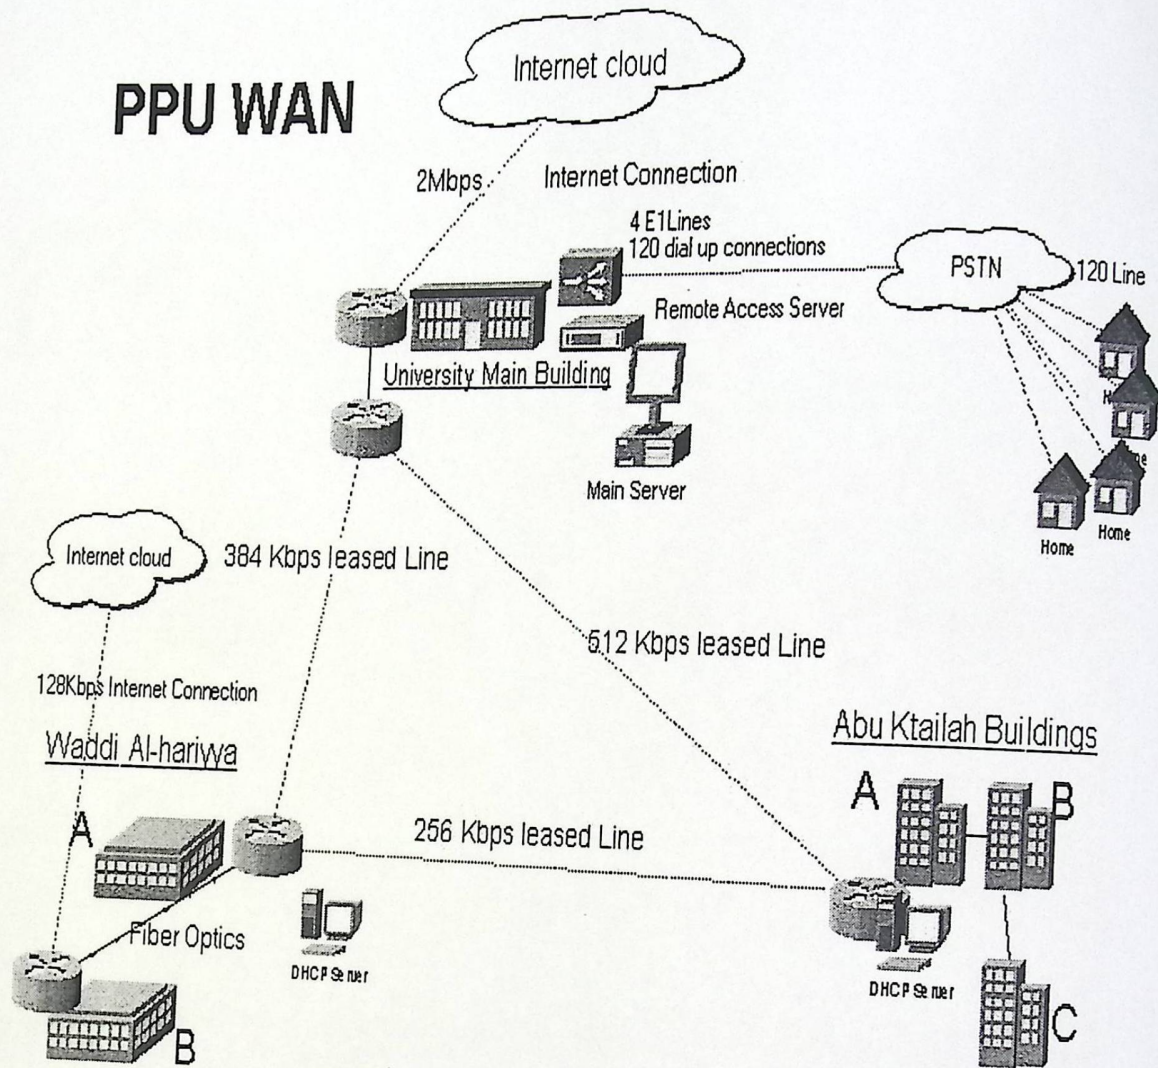 PPU WAN
Internet cloud
2Mbps
Internet Connection
4 E1Lines
120 dial up connections
PSTN
120 Line
Remote Access Server
University Main Building
Main Server
Home
Home
Internet cloud
384 Kbps leased Line
512 Kbps leased Line
128Kbps Internet Connection
Waddi Al-hariyya
Abu Ktailah Buildings
A
B
A
256 Kbps leased Line
Fiber Optics
DHCP Server
DHCP Server
C
B